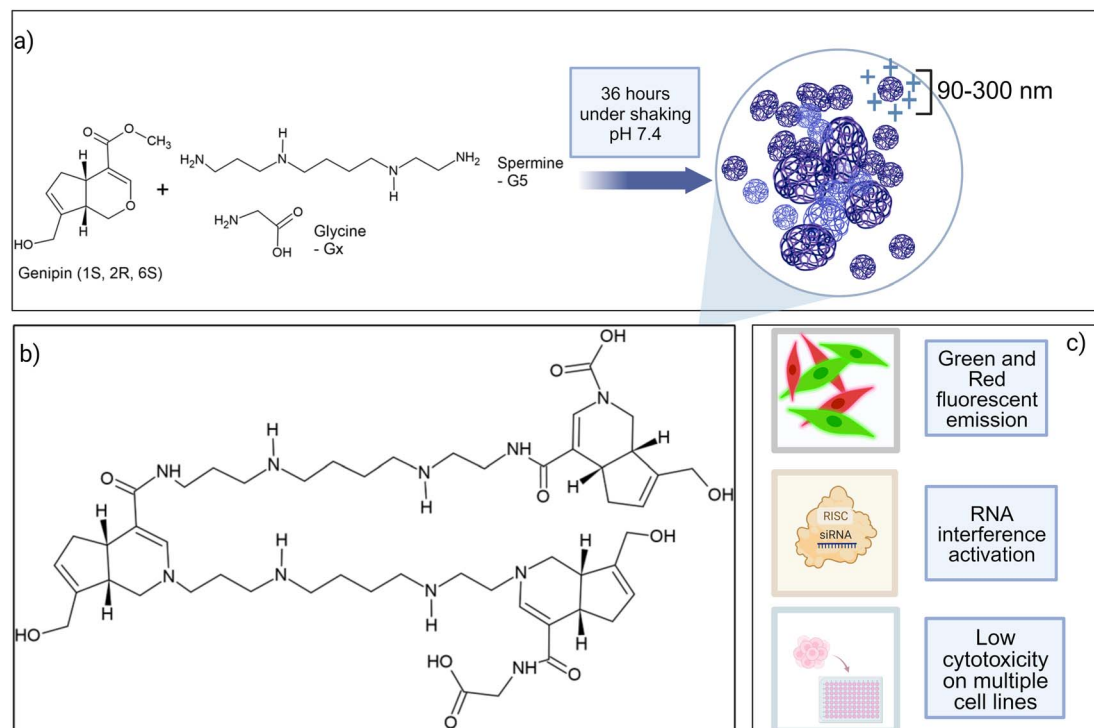 a)
O
CH₃
O
H
O
H
HO
Genipin (1S, 2R, 6S)
+
H₂N
H
N
N
H
NH₂
Spermine
- G5
H₂N
O
OH
Glycine
- Gx
36 hours
under shaking
pH 7.4
90-300 nm
b)
OH
O
N
H
N
NH
O
NH
N
H
O
H
H
OH
H
H
N
HO
H
N
N
H
N
H
H
OH
HO
O
NH
O
c)
Green and
Red
fluorescent
emission
RISC
siRNA
RNA
interference
activation
Low
cytotoxicity
on multiple
cell lines